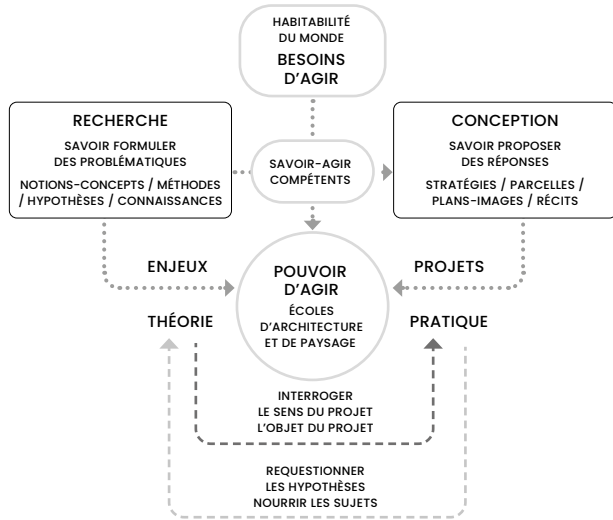 HABITABILITÉ
DU MONDE
BESOINS
D'AGIR
RECHERCHE
SAVOIR FORMULER
DES PROBLÉMATIQUES
NOTIONS-CONCEPTS / MÉTHODES
/ HYPOTHÈSES / CONNAISSANCES
SAVOIR-AGIR
COMPÉTENTS
CONCEPTION
SAVOIR PROPOSER
DES RÉPONSES
STRATÉGIES / PARCELLES /
PLANS-IMAGES / RÉCITS
ENJEUX
POUVOIR
D'AGIR
ÉCOLES
D'ARCHITECTURE
ET DE PAYSAGE
PROJETS
THÉORIE
PRATIQUE
INTERROGER
LE SENS DU PROJET
L'OBJET DU PROJET
REQUESTIONNER
LES HYPOTHÈSES
NOURRIR LES SUJETS